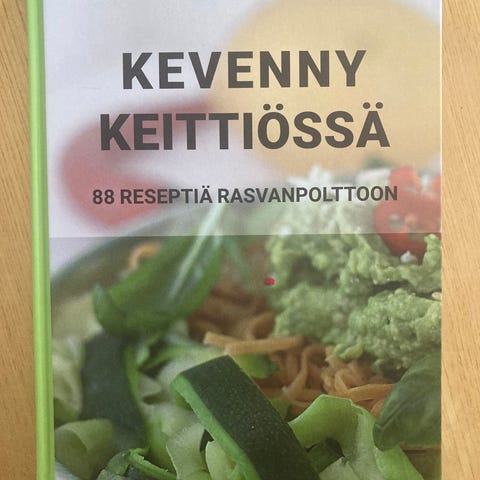 KEVENNY
KEITTIÖSSÄ
88 RESEPTIÄ RASVANPOLTTOON